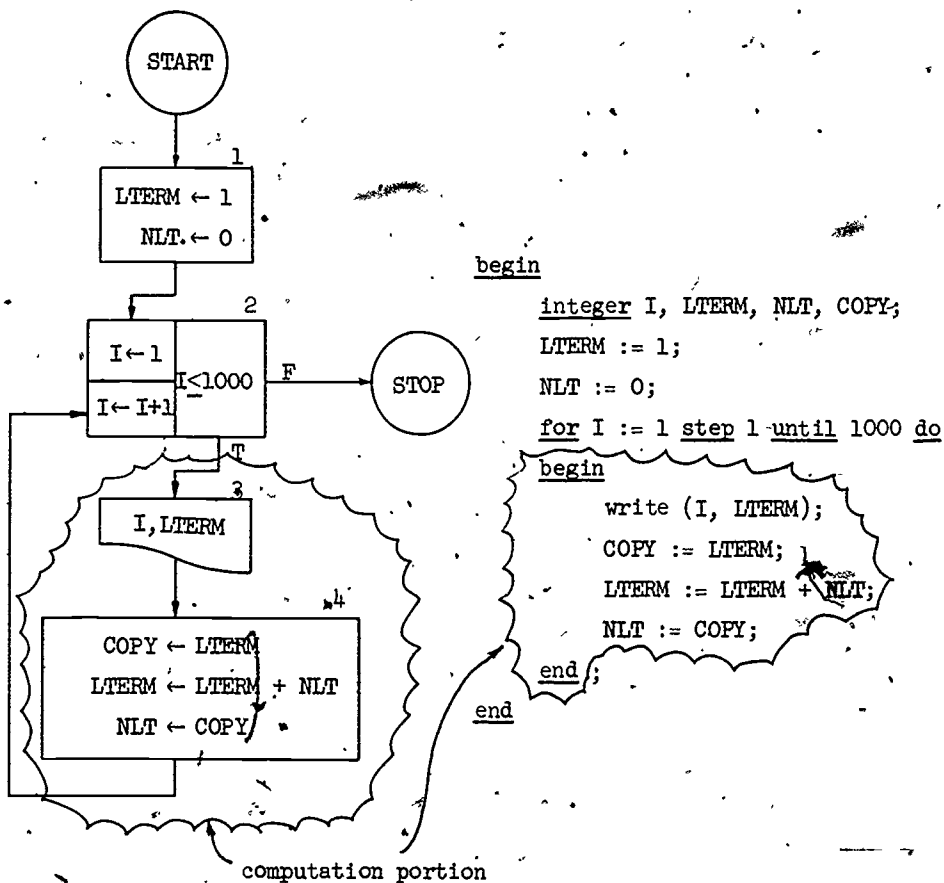 START
1
LTERM ← 1
NLT ← 0
2
I ← 1
I ← I+1
I ≤ 1000
F
STOP
T
3
I, LTERM
4
COPY ← LTERM
LTERM ← LTERM + NLT
NLT ← COPY
begin
integer I, LTERM, NLT, COPY;
LTERM := 1;
NLT := 0;
for I := 1 step 1 until 1000 do
begin
write (I, LTERM);
COPY := LTERM;
LTERM := LTERM + NLT;
NLT := COPY;
end;
end
computation portion